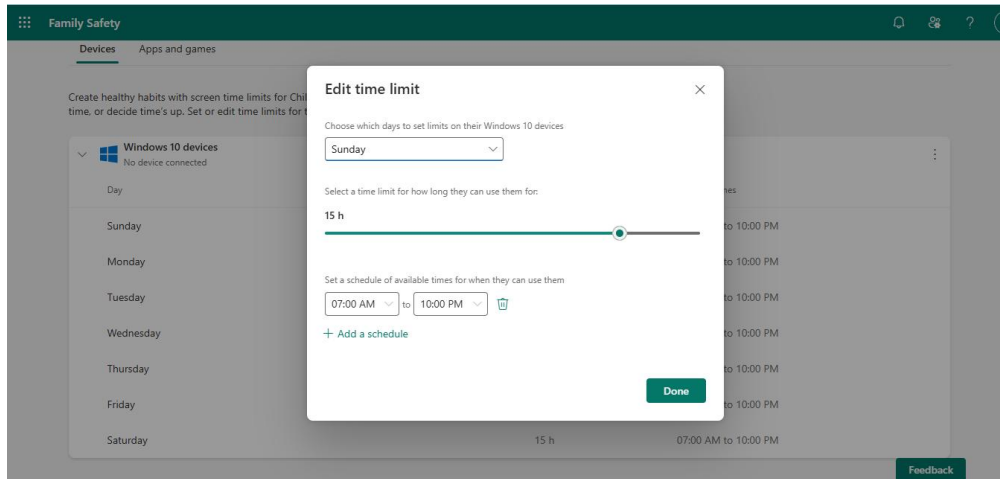 Family Safety
?
Devices Apps and games
Create healthy habits with screen time limits for Chil
time, or decide time's up. Set or edit time limits for t
Windows 10 devices
No device connected
Day
Sunday to 10:00 PM
Monday to 10:00 PM
Tuesday to 10:00 PM
Wednesday to 10:00 PM
Thursday to 10:00 PM
Friday to 10:00 PM
Saturday 15 h 07:00 AM to 10:00 PM
Edit time limit
Choose which days to set limits on their Windows 10 devices
Sunday
Select a time limit for how long they can use them for:
15 h
Set a schedule of available times for when they can use them
07:00 AM to 10:00 PM
+ Add a schedule
Done
Feedback